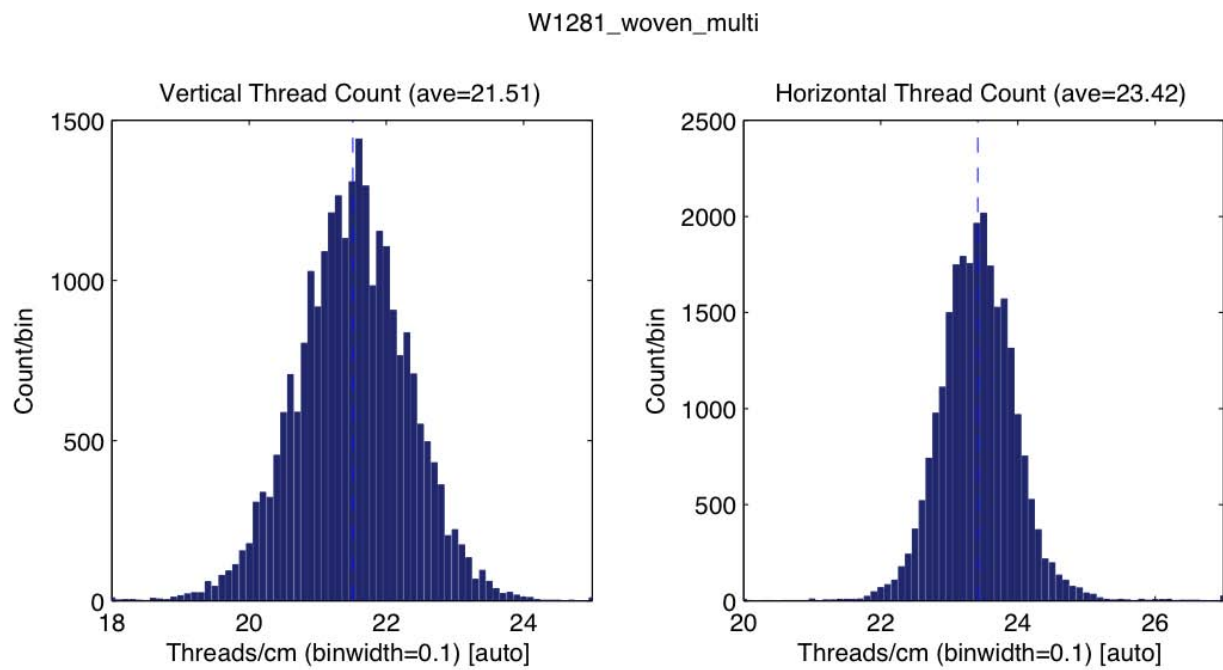 W1281_woven_multi
Vertical Thread Count (ave=21.51)
1500
1000
500
0
Count/bin
18 20 22 24
Threads/cm (binwidth=0.1) [auto]
Horizontal Thread Count (ave=23.42)
2500
2000
1500
1000
500
0
Count/bin
20 22 24 26
Threads/cm (binwidth=0.1) [auto]